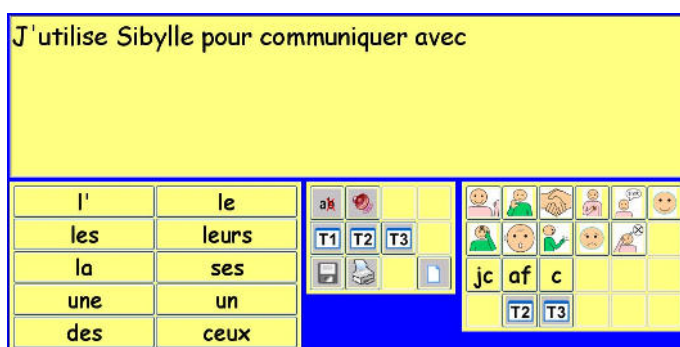 J'utilise Sibylle pour communiquer avec
l' le
les leurs
la ses
une un
des ceux
T1 T2 T3
jc af c
T2 T3